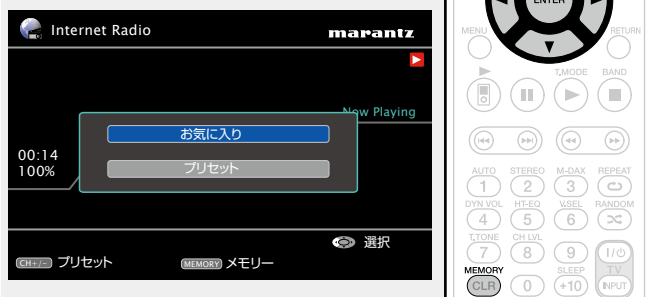 Internet Radio
marantz
Now Playing
お気に入り
プリセット
00:14
100%
選択
CH+/- プリセット
MEMORY メモリー
ENTER
MENU
RETURN
T.MODE BAND
AUTO STEREO M-DAX REPEAT
1 2 3
DYN VOL HT-EQ V.SEL RANDOM
4 5 6
T.TONE CH LVL
7 8 9 I/
MEMORY SLEEP TV
CLR 0 +10 INPUT